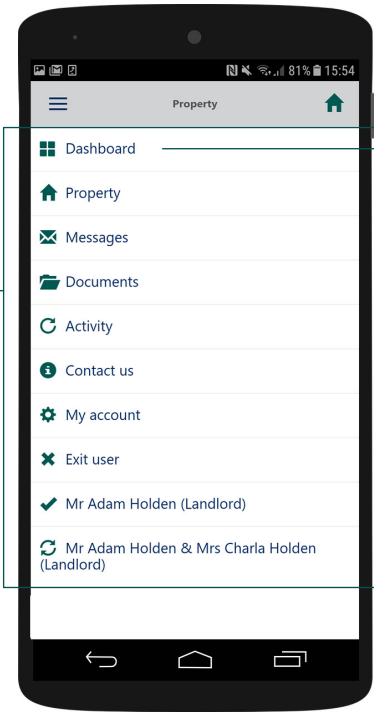 81% 15:54
Property
Dashboard
Property
Messages
Documents
Activity
Contact us
My account
Exit user
Mr Adam Holden (Landlord)
Mr Adam Holden & Mrs Charla Holden
(Landlord)